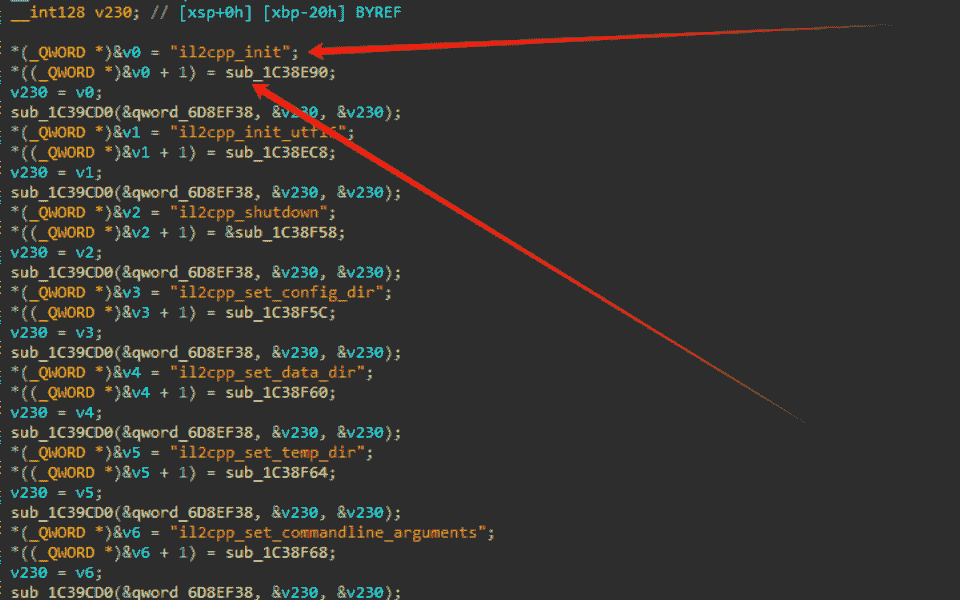 __int128 v230; // [xsp+0h] [xbp-20h] BYREF
*(_QWORD *)&v0 = "il2cpp_init";
*((_QWORD *)&v0 + 1) = sub_1C38E90;
v230 = v0;
sub_1C39CD0(&qword_6D8EF38, &v230, &v230);
*(_QWORD *)&v1 = "il2cpp_init_utf16";
*((_QWORD *)&v1 + 1) = sub_1C38EC8;
v230 = v1;
sub_1C39CD0(&qword_6D8EF38, &v230, &v230);
*(_QWORD *)&v2 = "il2cpp_shutdown";
*((_QWORD *)&v2 + 1) = &sub_1C38F58;
v230 = v2;
sub_1C39CD0(&qword_6D8EF38, &v230, &v230);
*(_QWORD *)&v3 = "il2cpp_set_config_dir";
*((_QWORD *)&v3 + 1) = sub_1C38F5C;
v230 = v3;
sub_1C39CD0(&qword_6D8EF38, &v230, &v230);
*(_QWORD *)&v4 = "il2cpp_set_data_dir";
*((_QWORD *)&v4 + 1) = sub_1C38F60;
v230 = v4;
sub_1C39CD0(&qword_6D8EF38, &v230, &v230);
*(_QWORD *)&v5 = "il2cpp_set_temp_dir";
*((_QWORD *)&v5 + 1) = sub_1C38F64;
v230 = v5;
sub_1C39CD0(&qword_6D8EF38, &v230, &v230);
*(_QWORD *)&v6 = "il2cpp_set_commandline_arguments";
*((_QWORD *)&v6 + 1) = sub_1C38F68;
v230 = v6;
sub_1C39CD0(&qword_6D8EF38, &v230, &v230);